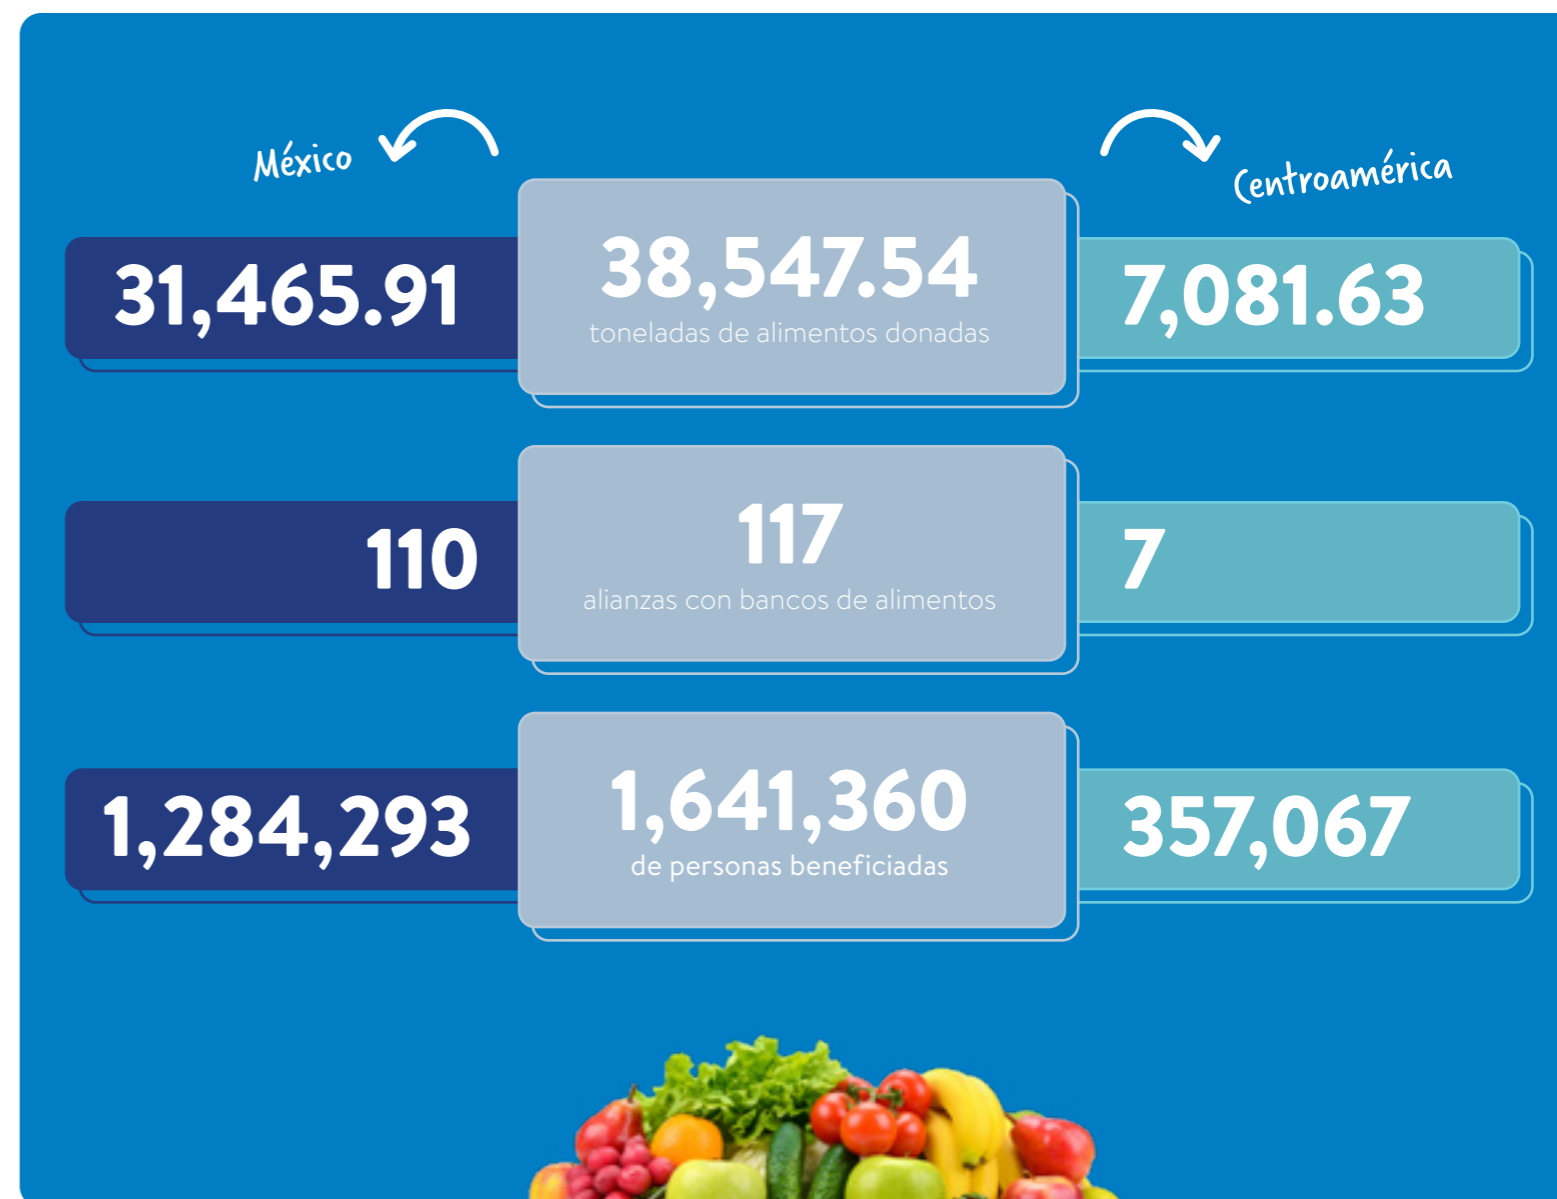 México
Centroamérica
31,465.91
38,547.54
toneladas de alimentos donadas
7,081.63
110
117
alianzas con bancos de alimentos
7
1,284,293
1,641,360
de personas beneficiadas
357,067